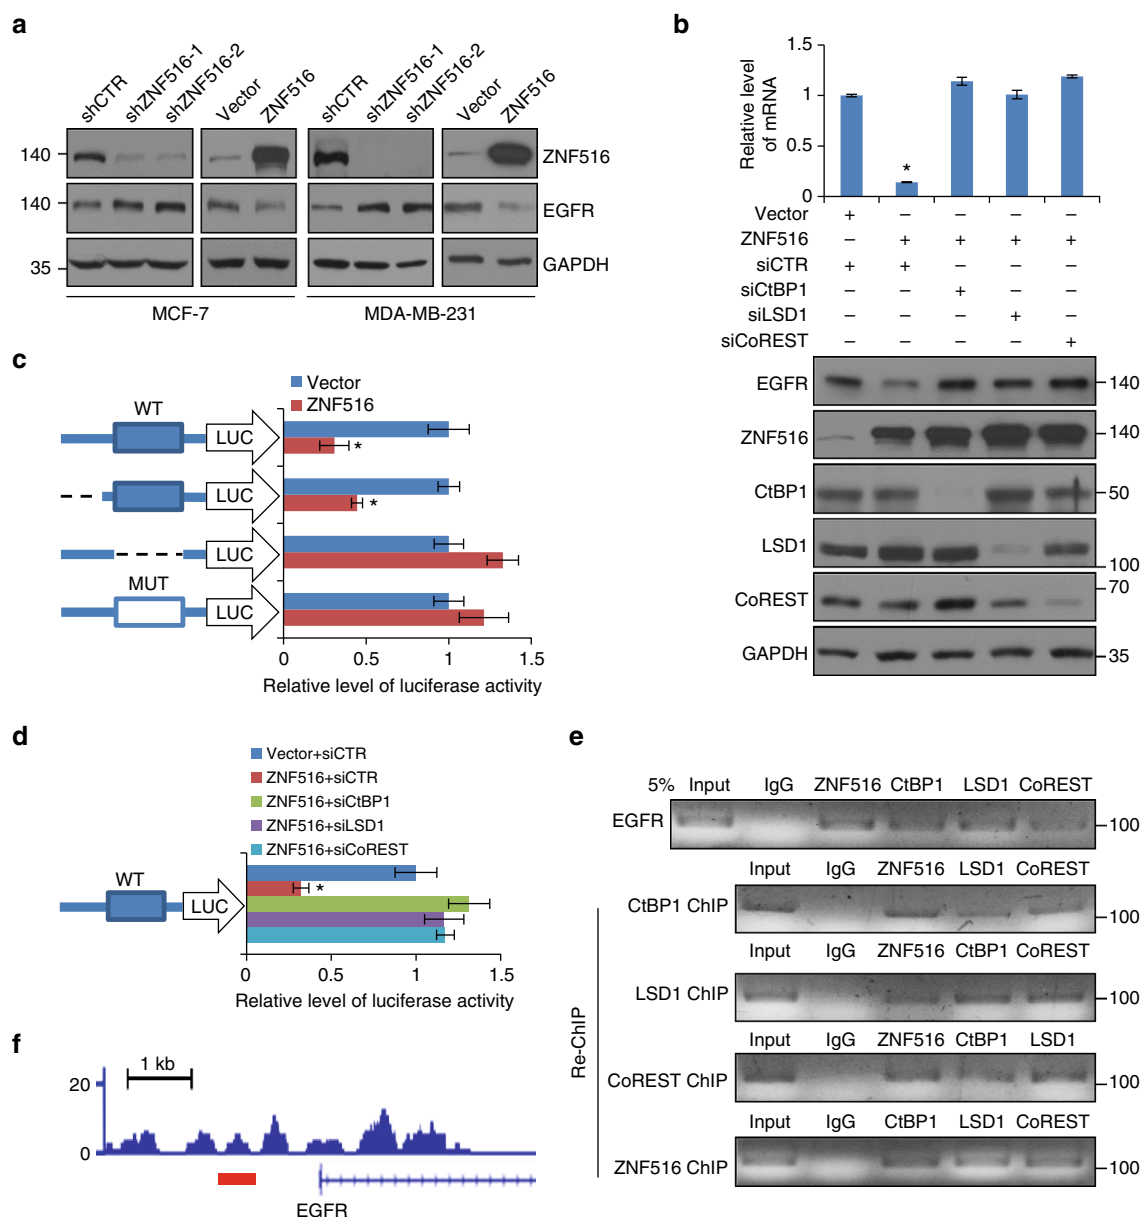 a
shCTR shZNF516-1 shZNF516-2 Vector ZNF516 shCTR shZNF516-1 shZNF516-2 Vector ZNF516
140 ZNF516
140 EGFR
35 GAPDH
MCF-7 MDA-MB-231
b
Relative level of mRNA
1.5
1
0.5
0
*
Vector + – – – –
ZNF516 – + + + +
siCTR + + – – –
siCtBP1 – – + – –
siLSD1 – – – + –
siCoREST – – – – +
EGFR 140
ZNF516 140
CtBP1 50
LSD1 100
CoREST 70
GAPDH 35
c
Vector
ZNF516
WT
LUC *
LUC *
LUC
MUT
LUC
0 0.5 1 1.5
Relative level of luciferase activity
d
Vector+siCTR
ZNF516+siCTR
ZNF516+siCtBP1
ZNF516+siLSD1
ZNF516+siCoREST
WT
LUC *
0 0.5 1 1.5
Relative level of luciferase activity
e
5% Input IgG ZNF516 CtBP1 LSD1 CoREST
EGFR 100
Input IgG ZNF516 LSD1 CoREST
CtBP1 ChIP 100
Input IgG ZNF516 CtBP1 CoREST
LSD1 ChIP 100
Input IgG ZNF516 CtBP1 LSD1
CoREST ChIP 100
Input IgG CtBP1 LSD1 CoREST
ZNF516 ChIP 100
Re-ChIP
f
1 kb
20
0
EGFR